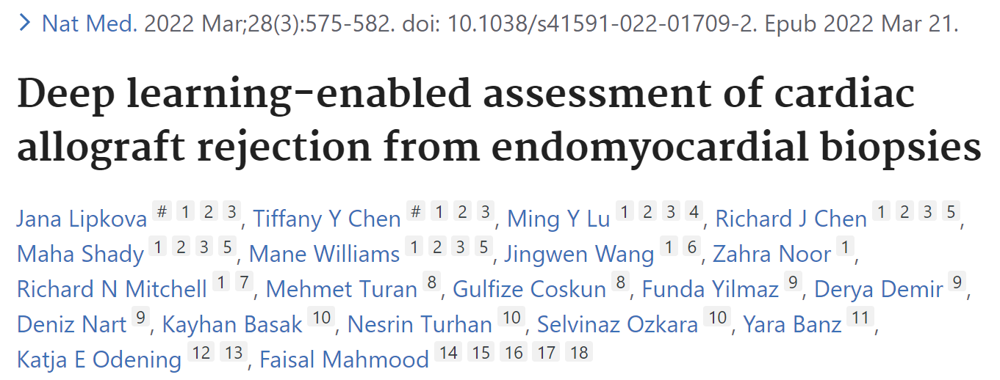 Nat Med. 2022 Mar;28(3):575-582. doi: 10.1038/s41591-022-01709-2. Epub 2022 Mar 21.
Deep learning-enabled assessment of cardiac
allograft rejection from endomyocardial biopsies
Jana Lipkova # 1 2 3, Tiffany Y Chen # 1 2 3, Ming Y Lu 1 2 3 4, Richard J Chen 1 2 3 5,
Maha Shady 1 2 3 5, Mane Williams 1 2 3 5, Jingwen Wang 1 6, Zahra Noor 1,
Richard N Mitchell 1 7, Mehmet Turan 8, Gulfize Coskun 8, Funda Yilmaz 9, Derya Demir 9,
Deniz Nart 9, Kayhan Basak 10, Nesrin Turhan 10, Selvinaz Ozkara 10, Yara Banz 11,
Katja E Odening 12 13, Faisal Mahmood 14 15 16 17 18